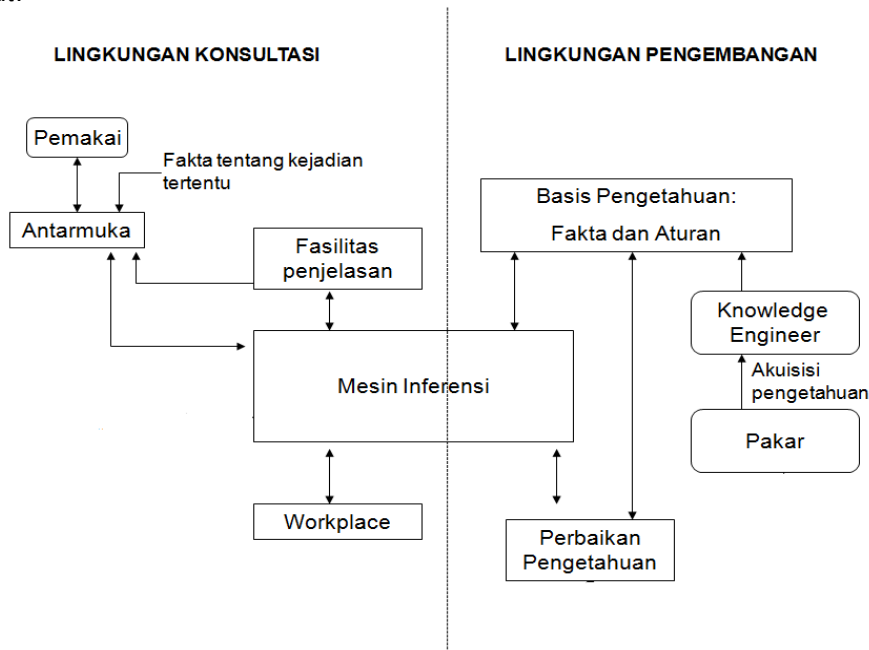 LINGKUNGAN KONSULTASI
LINGKUNGAN PENGEMBANGAN
Pemakai
Fakta tentang kejadian
tertentu
Antarmuka
Fasilitas
penjelasan
Basis Pengetahuan:
Fakta dan Aturan
Knowledge
Engineer
Akuisisi
pengetahuan
Mesin Inferensi
Pakar
Workplace
Perbaikan
Pengetahuan